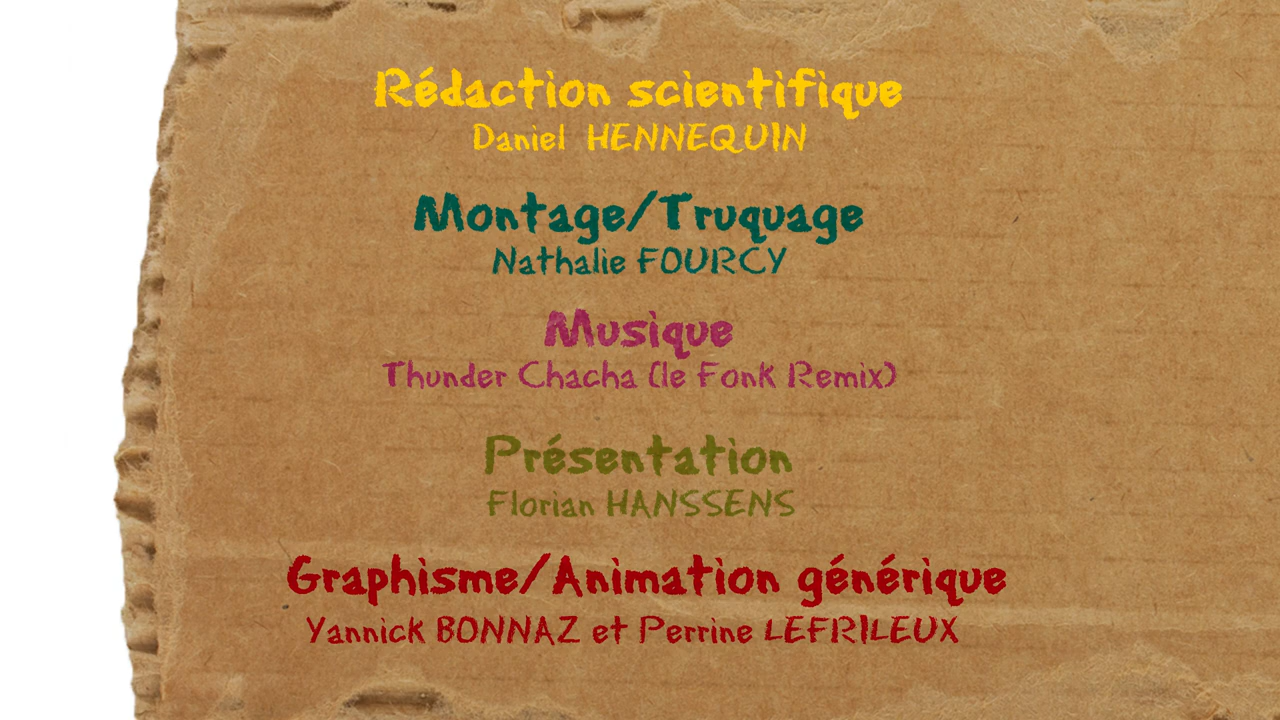 Rédaction scientifique
Daniel HENNEQUIN
Montage/Truquage
Nathalie FOURCY
Musique
Thunder Chacha (le Fonk Remix)
Présentation
Florian HANSSENS
Graphisme/Animation générique
Yannick BONNAZ et Perrine LEFRILEUX